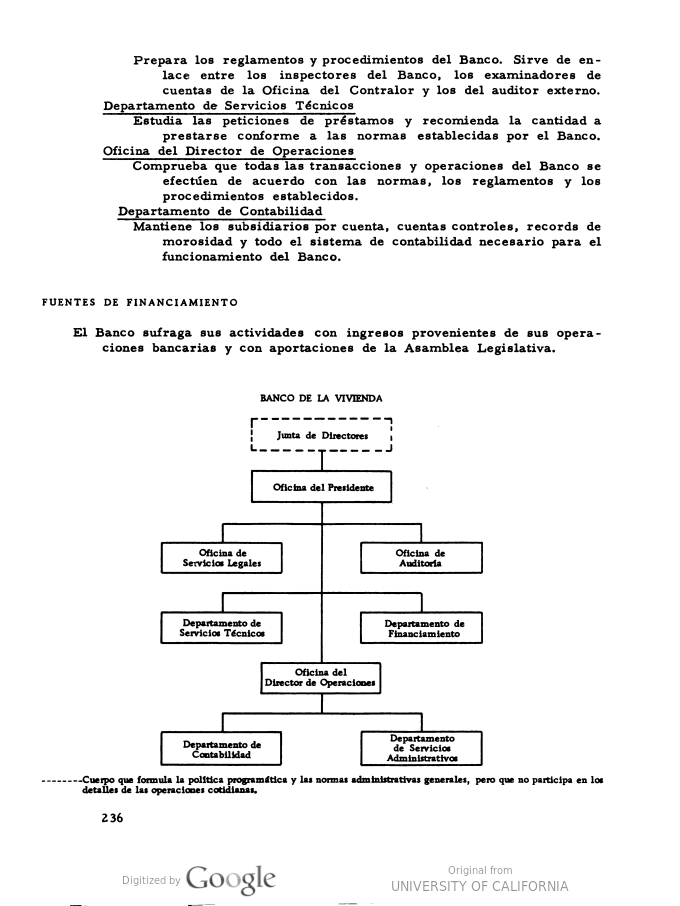 Prepara los reglamentos y procedimientos del Banco. Sirve de en-
lace entre los inspectores del Banco, los examinadores de
cuentas de la Oficina del Contralor y los del auditor externo.
Departamento de Servicios Técnicos
Estudia las peticiones de préstamos y recomienda la cantidad a
prestarse conforme a las normas establecidas por el Banco.
Oficina del Director de Operaciones
Comprueba que todas las transacciones y operaciones del Banco se
efectúen de acuerdo con las normas, los reglamentos y los
procedimientos establecidos.
Departamento de Contabilidad
Mantiene los subsidiarios por cuenta, cuentas controles, records de
morosidad y todo el sistema de contabilidad necesario para el
funcionamiento del Banco.
FUENTES DE FINANCIAMIENTO
El Banco sufraga sus actividades con ingresos provenientes de sus opera-
ciones bancarias y con aportaciones de la Asamblea Legislativa.
BANCO DE LA VIVIENDA
Junta de Directores
Oficina del Presidente
Oficina de
Servicios Legales
Oficina de
Auditoría
Departamento de
Servicios Técnicos
Departamento de
Financiamiento
Oficina del
Director de Operaciones
Departamento de
Contabilidad
Departamento
de Servicios
Administrativos
--------Cuerpo que formula la política programática y las normas administrativas generales, pero que no participa en los
detalles de las operaciones cotidianas.
236
Digitized by Google
Original from
UNIVERSITY OF CALIFORNIA